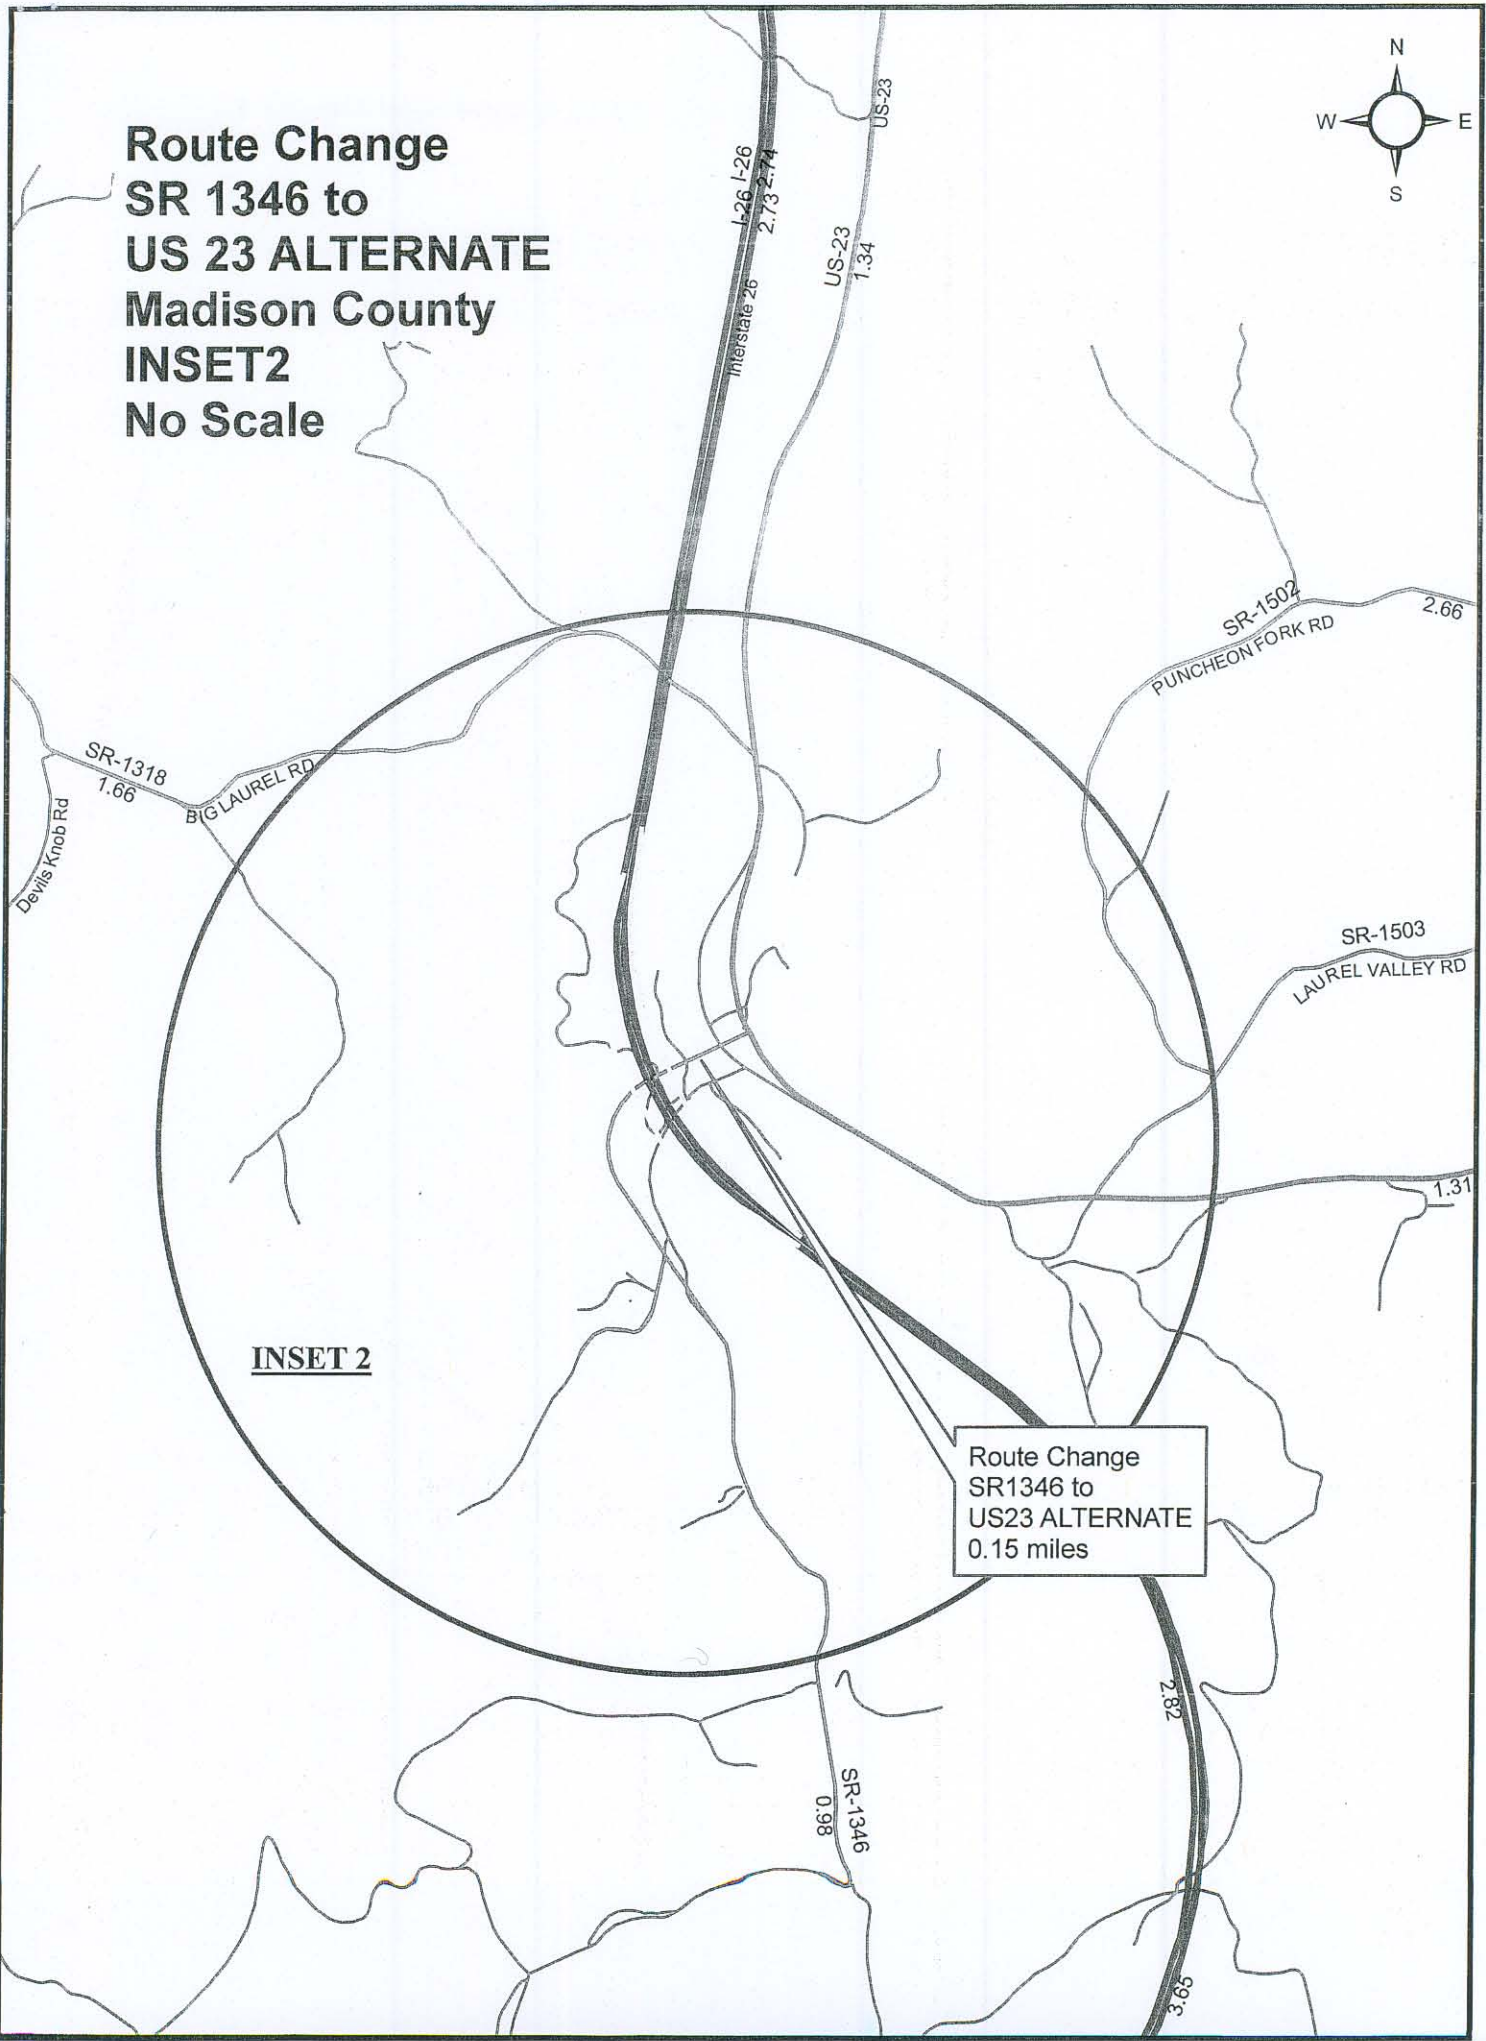 Route Change
SR 1346 to
US 23 ALTERNATE
Madison County
INSET2
No Scale
N
W
E
S
US-23
I-26 I-26
2.73 2.74
US-23
1.34
Interstate 26
SR-1502
PUNCHEON FORK RD
2.66
SR-1318
1.66
BIG LAUREL RD
Devils Knob Rd
SR-1503
LAUREL VALLEY RD
1.31
INSET 2
Route Change
SR1346 to
US23 ALTERNATE
0.15 miles
2.82
SR-1346
0.98
3.65